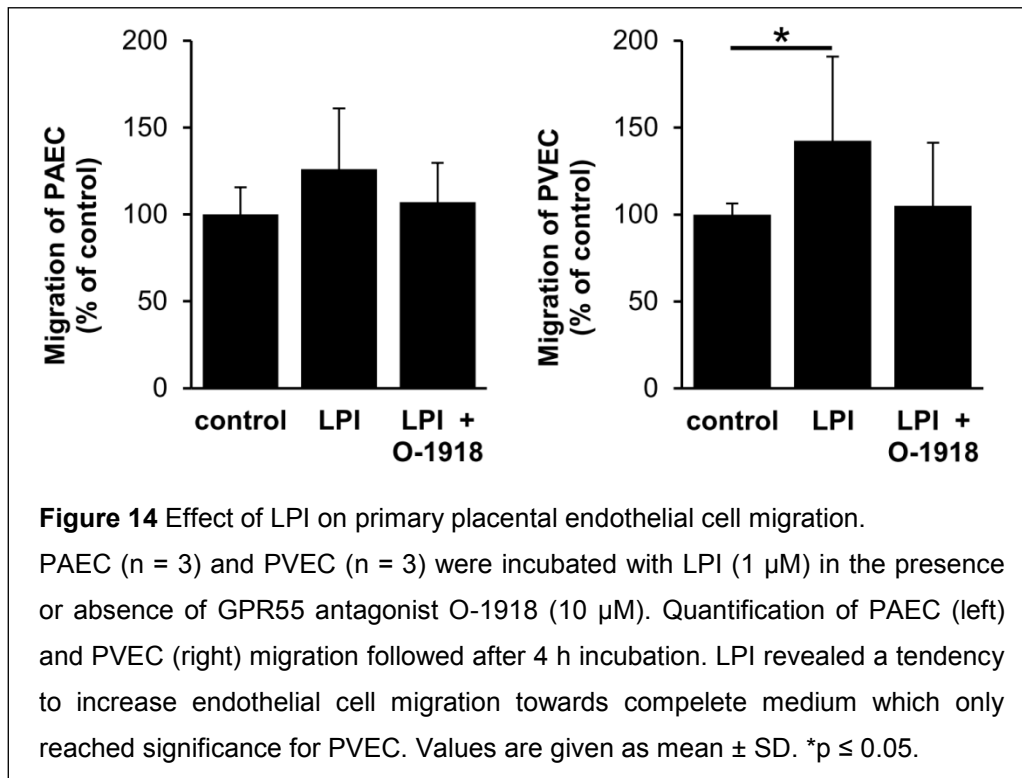 200
150
100
50
0
Migration of PAEC
(% of control)
control LPI LPI +
O-1918
*
200
150
100
50
0
Migration of PVEC
(% of control)
control LPI LPI +
O-1918
Figure 14 Effect of LPI on primary placental endothelial cell migration.
PAEC (n = 3) and PVEC (n = 3) were incubated with LPI (1 µM) in the presence
or absence of GPR55 antagonist O-1918 (10 µM). Quantification of PAEC (left)
and PVEC (right) migration followed after 4 h incubation. LPI revealed a tendency
to increase endothelial cell migration towards compelete medium which only
reached significance for PVEC. Values are given as mean ± SD. *p ≤ 0.05.